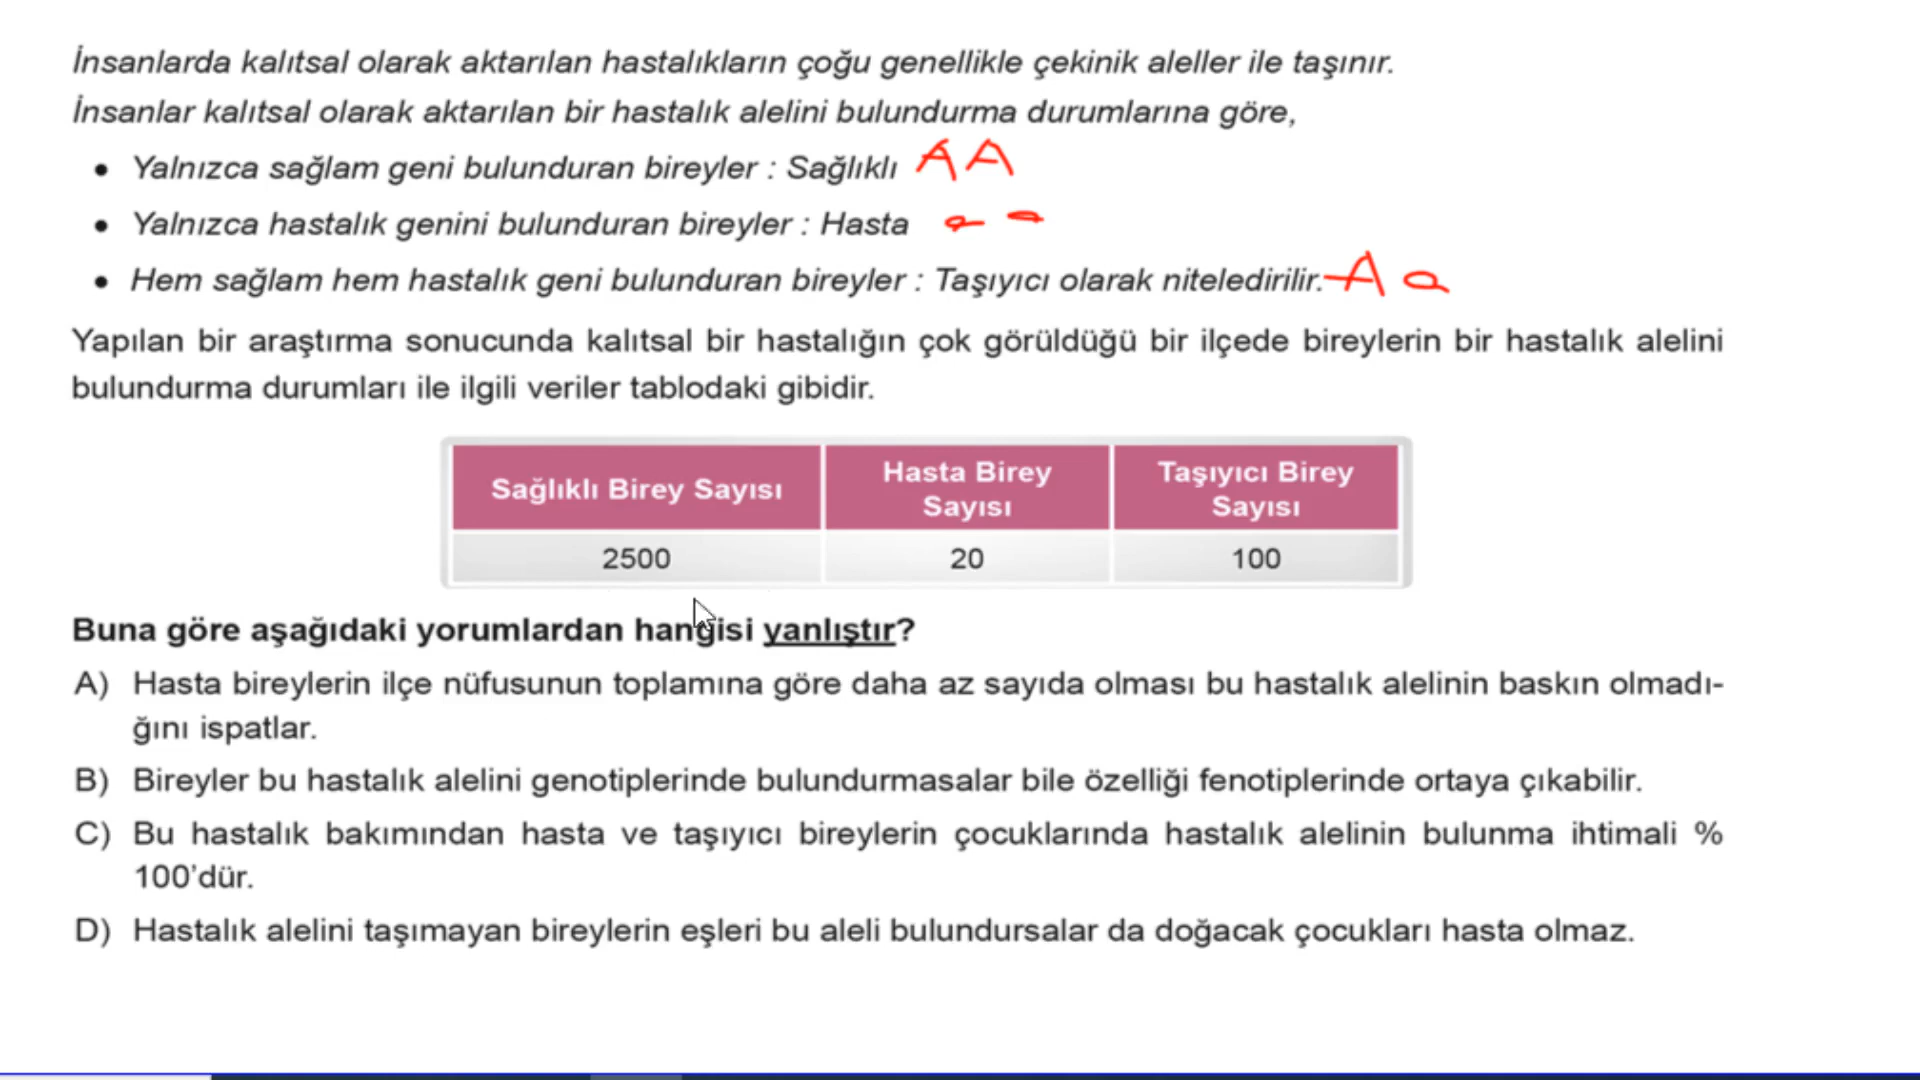 İnsanlarda kalıtsal olarak aktarılan hastalıkların çoğu genellikle çekinik aleller ile taşınır.
İnsanlar kalıtsal olarak aktarılan bir hastalık alelini bulundurma durumlarına göre,
• Yalnızca sağlam geni bulunduran bireyler : Sağlıklı AA
• Yalnızca hastalık genini bulunduran bireyler : Hasta a a
• Hem sağlam hem hastalık geni bulunduran bireyler : Taşıyıcı olarak niteledirilir. A a
Yapılan bir araştırma sonucunda kalıtsal bir hastalığın çok görüldüğü bir ilçede bireylerin bir hastalık alelini
bulundurma durumları ile ilgili veriler tablodaki gibidir.
Sağlıklı Birey Sayısı Hasta Birey Sayısı Taşıyıcı Birey Sayısı
2500 20 100
Buna göre aşağıdaki yorumlardan hangisi yanlıştır?
A) Hasta bireylerin ilçe nüfusunun toplamına göre daha az sayıda olması bu hastalık alelinin baskın olmadı-
ğını ispatlar.
B) Bireyler bu hastalık alelini genotiplerinde bulundurmasalar bile özelliği fenotiplerinde ortaya çıkabilir.
C) Bu hastalık bakımından hasta ve taşıyıcı bireylerin çocuklarında hastalık alelinin bulunma ihtimali %
100'dür.
D) Hastalık alelini taşımayan bireylerin eşleri bu aleli bulundursalar da doğacak çocukları hasta olmaz.